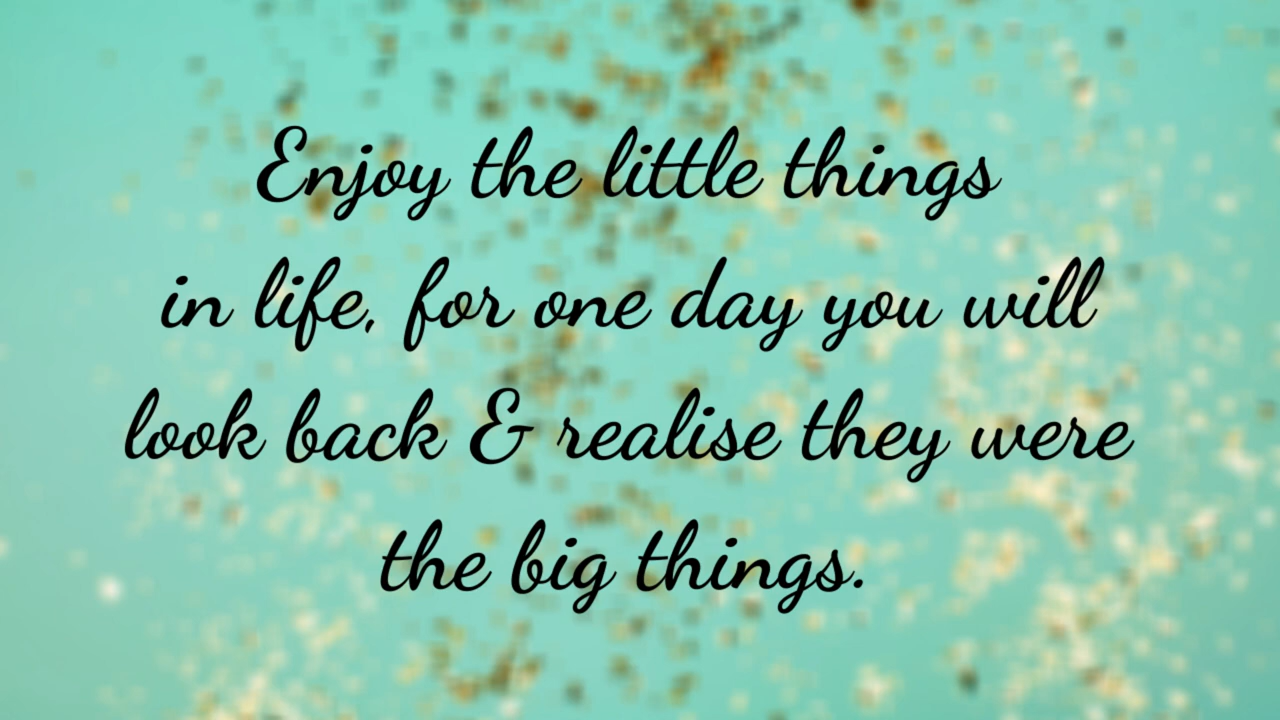 Enjoy the little things
in life, for one day you will
look back & realise they were
the big things.